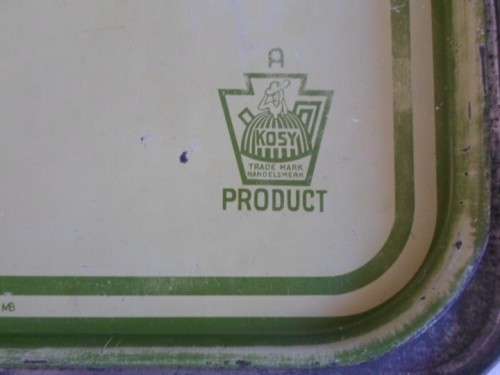 A
KOSY
TRADE MARK
HANDELSMERK
PRODUCT
MB